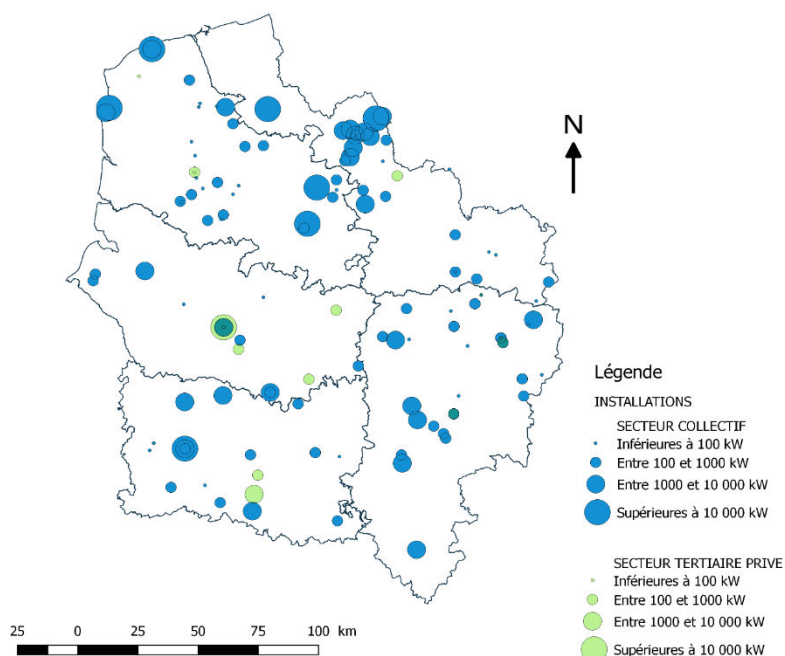 N
Légende
INSTALLATIONS
SECTEUR COLLECTIF
Inférieures à 100 kW
Entre 100 et 1000 kW
Entre 1000 et 10 000 kW
Supérieures à 10 000 kW
SECTEUR TERTIAIRE PRIVE
Inférieures à 100 kW
Entre 100 et 1000 kW
Entre 1000 et 10 000 kW
Supérieures à 10 000 kW
25 0 25 50 75 100 km